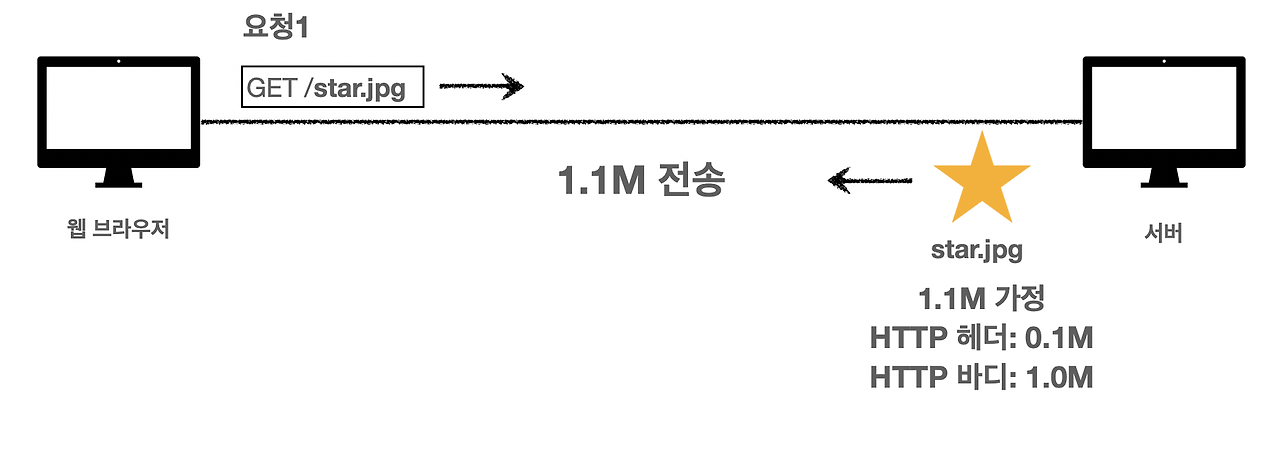 요청1
GET /star.jpg
1.1M 전송
웹 브라우저
서버
star.jpg
1.1M 가정
HTTP 헤더: 0.1M
HTTP 바디: 1.0M